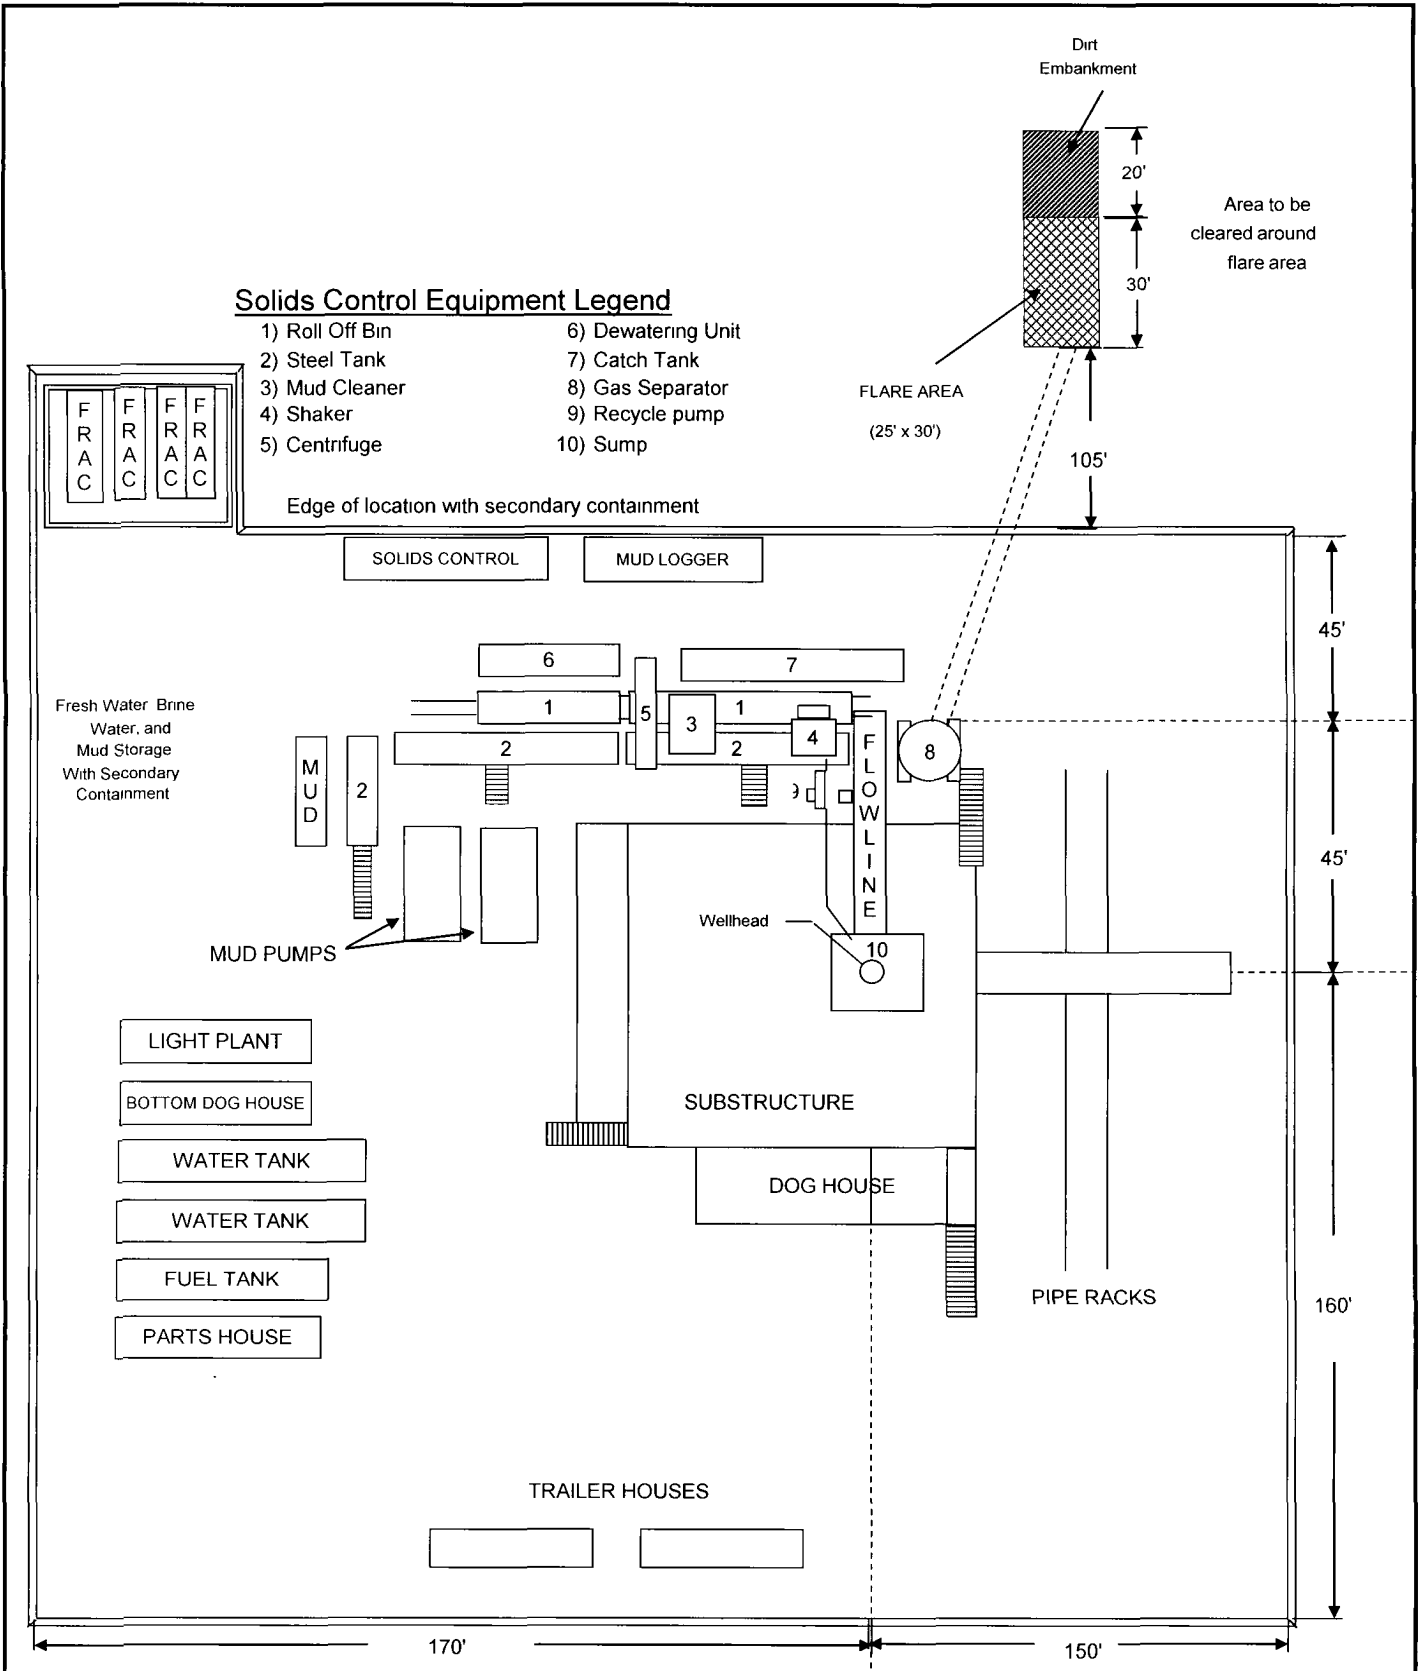 Dirt
Embankment
20'
Area to be
cleared around
flare area
30'
Solids Control Equipment Legend
1) Roll Off Bin
2) Steel Tank
3) Mud Cleaner
4) Shaker
5) Centrifuge
6) Dewatering Unit
7) Catch Tank
8) Gas Separator
9) Recycle pump
10) Sump
FLARE AREA
(25' x 30')
FRAC
FRAC
FRAC
FRAC
105'
Edge of location with secondary containment
SOLIDS CONTROL
MUD LOGGER
45'
6
7
Fresh Water Brine
Water, and
Mud Storage
With Secondary
Containment
1
5
3
1
4
8
2
2
MUD
2
9
FLOWLINE
45'
Wellhead
10
MUD PUMPS
LIGHT PLANT
BOTTOM DOG HOUSE
SUBSTRUCTURE
WATER TANK
DOG HOUSE
WATER TANK
FUEL TANK
PIPE RACKS
160'
PARTS HOUSE
TRAILER HOUSES
170'
150'